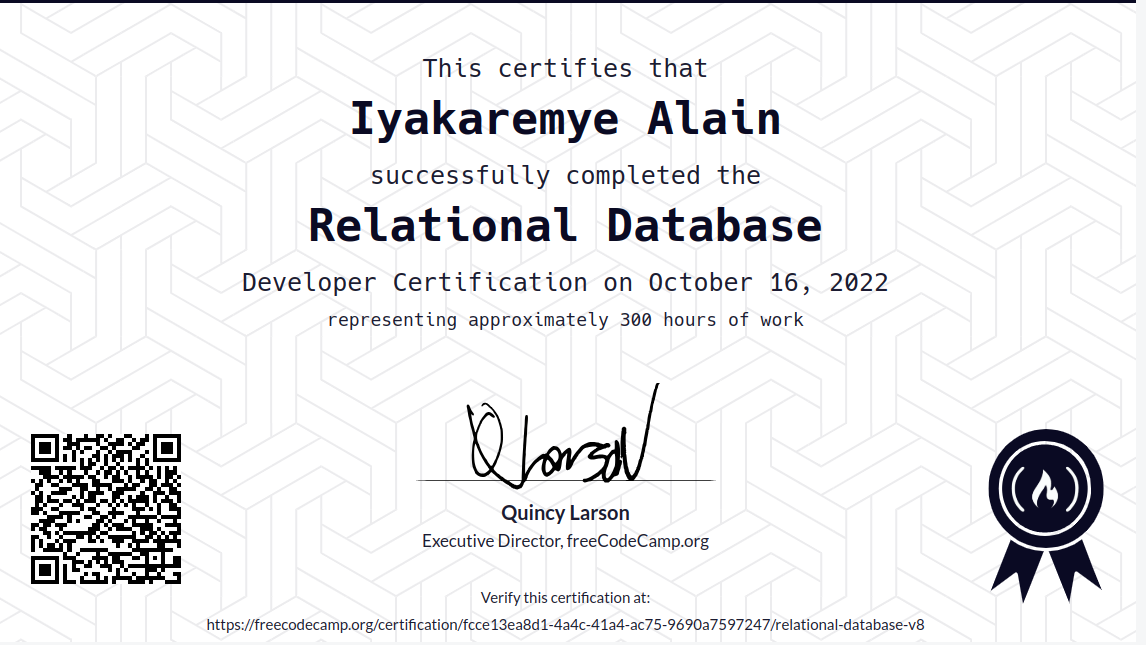 This certifies that
Iyakaremye Alain
successfully completed the
Relational Database
Developer Certification on October 16, 2022
representing approximately 300 hours of work
Quincy Larson
Executive Director, freeCodeCamp.org
Verify this certification at:
https://freecodecamp.org/certification/fcce13ea8d1-4a4c-41a4-ac75-9690a7597247/relational-database-v8